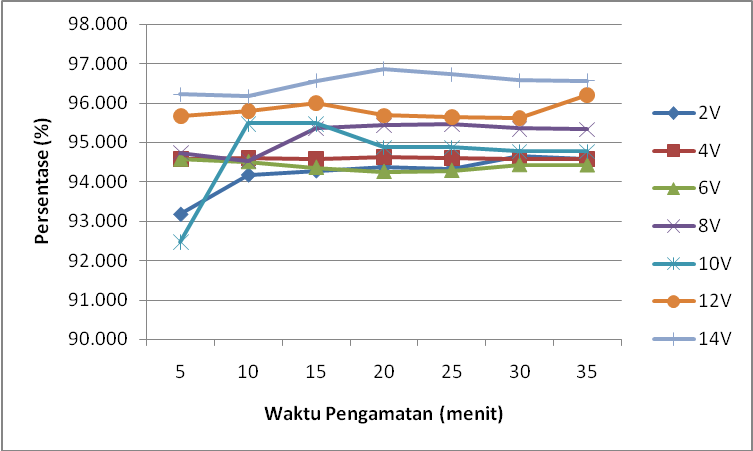 98.000
97.000
96.000
95.000
94.000
93.000
92.000
91.000
90.000
Persentase (%)
5 10 15 20 25 30 35
Waktu Pengamatan (menit)
2V
4V
6V
8V
10V
12V
14V